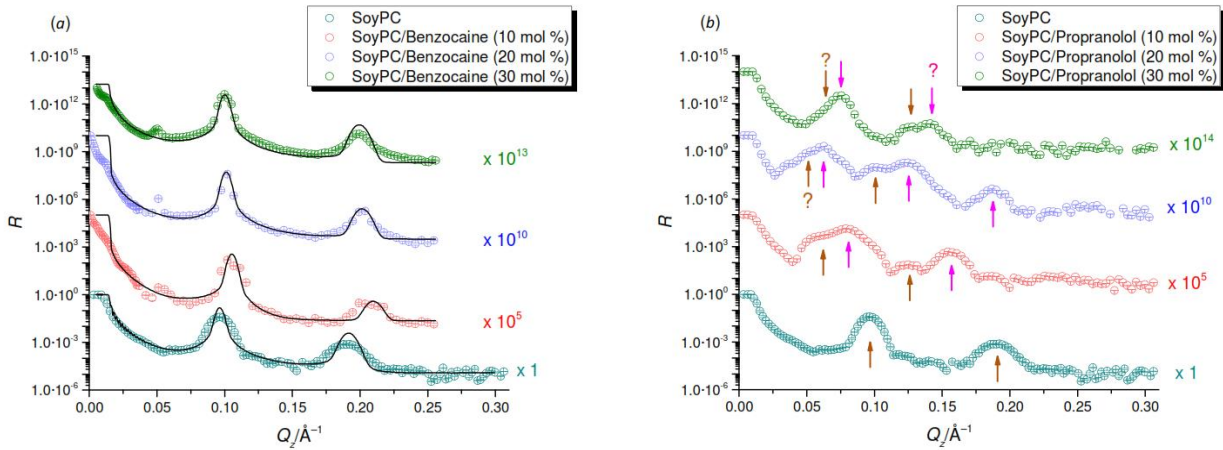 (a)
SoyPC
SoyPC/Benzocaine (10 mol %)
SoyPC/Benzocaine (20 mol %)
SoyPC/Benzocaine (30 mol %)
1.0×10^15
1.0×10^12
1.0×10^9
1.0×10^6
1.0×10^3
1.0×10^0
1.0×10^-3
1.0×10^-6
R
x 10^13
x 10^10
x 10^5
x 1
0.00 0.05 0.10 0.15 0.20 0.25 0.30
Q_z/Å^-1
(b)
SoyPC
SoyPC/Propranolol (10 mol %)
SoyPC/Propranolol (20 mol %)
SoyPC/Propranolol (30 mol %)
1.0×10^15
1.0×10^12
1.0×10^9
1.0×10^6
1.0×10^3
1.0×10^0
1.0×10^-3
1.0×10^-6
R
? ?
x 10^14
x 10^10
?
x 10^5
x 1
0.00 0.05 0.10 0.15 0.20 0.25 0.30
Q_z/Å^-1